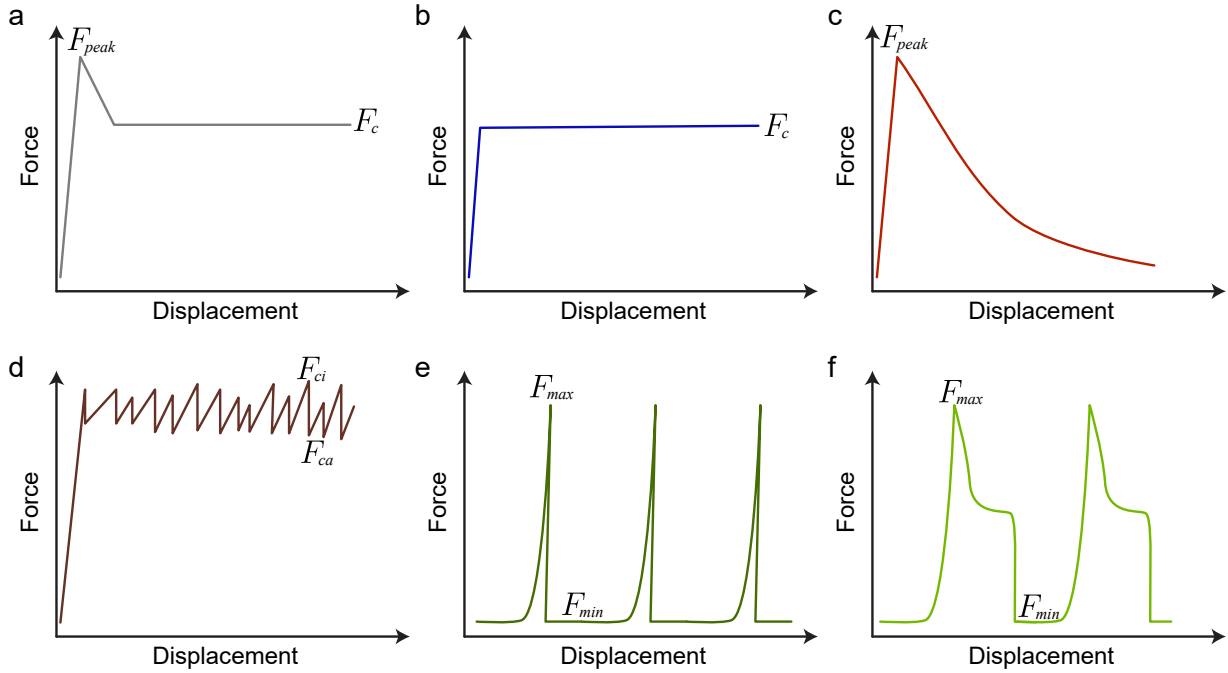 a
F_peak
F_c
Force
Displacement
b
F_c
Force
Displacement
c
F_peak
Force
Displacement
d
F_ci
F_ca
Force
Displacement
e
F_max
F_min
Force
Displacement
f
F_max
F_min
Force
Displacement